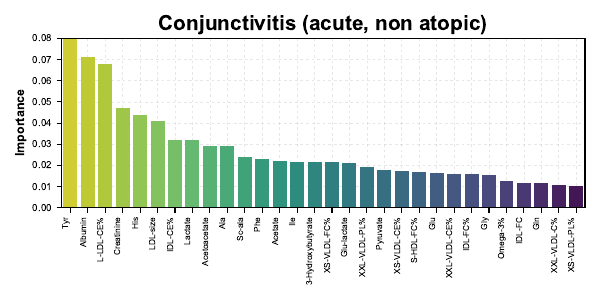 Conjunctivitis (acute, non atopic)
Importance
0.08
0.07
0.06
0.05
0.04
0.03
0.02
0.01
0.00
Tyr
Albumin
L-LDL-CE%
Creatinine
His
LDL-size
IDL-CE%
Lactate
Acetoacetate
Ala
Sc-ala
Phe
Acetate
Ile
3-Hydroxybutyrate
XS-VLDL-FC%
Glu-lactate
XXL-VLDL-PL%
Pyruvate
XS-VLDL-CE%
S-HDL-FC%
Glu
XXL-VLDL-CE%
IDL-FC%
Gly
Omega-3%
IDL-FC
Gln
XXL-VLDL-C%
XS-VLDL-PL%